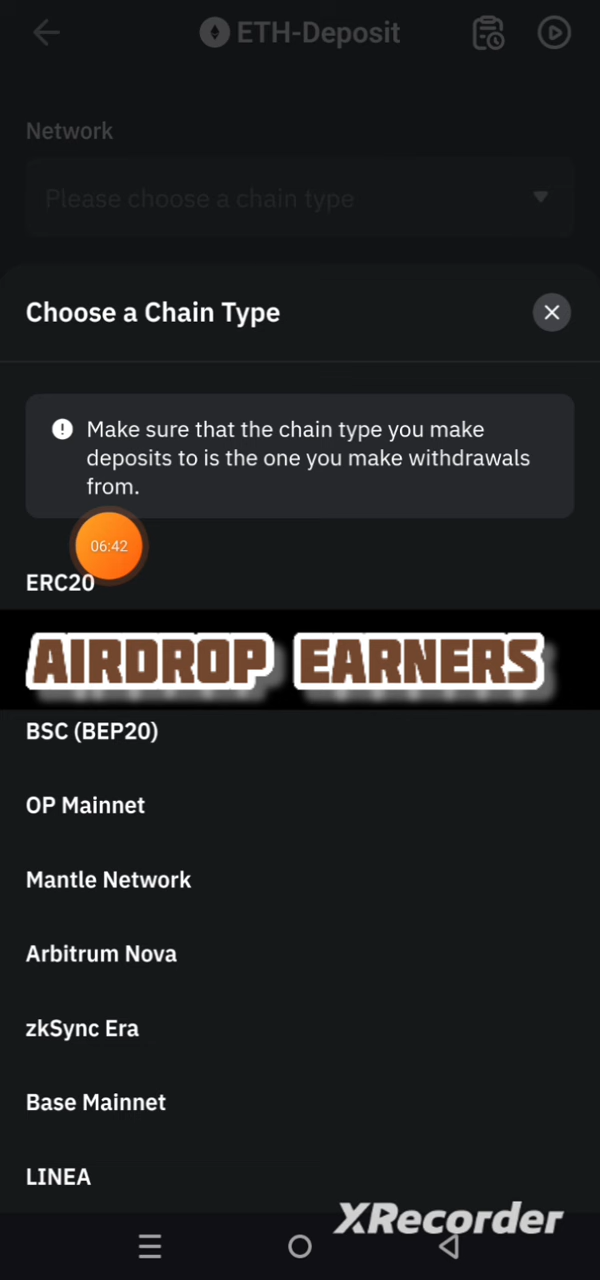 ETH-Deposit
Network
Please choose a chain type
Choose a Chain Type
Make sure that the chain type you make
deposits to is the one you make withdrawals
from.
06:42
ERC20
AIRDROP EARNERS
BSC (BEP20)
OP Mainnet
Mantle Network
Arbitrum Nova
zkSync Era
Base Mainnet
LINEA
XRecorder